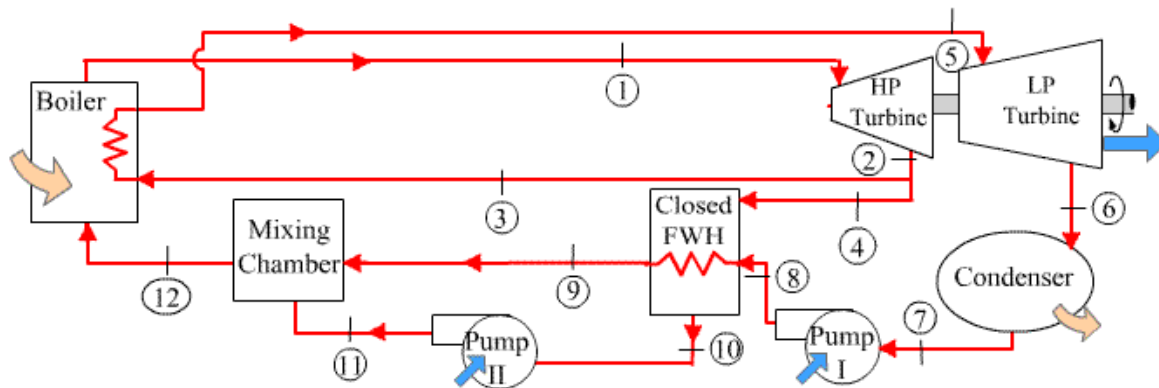 5
1
Boiler
HP
Turbine
LP
Turbine
2
3
4
6
Closed
FWH
Mixing
Chamber
12
9
8
Condenser
7
11
Pump
II
10
Pump
I